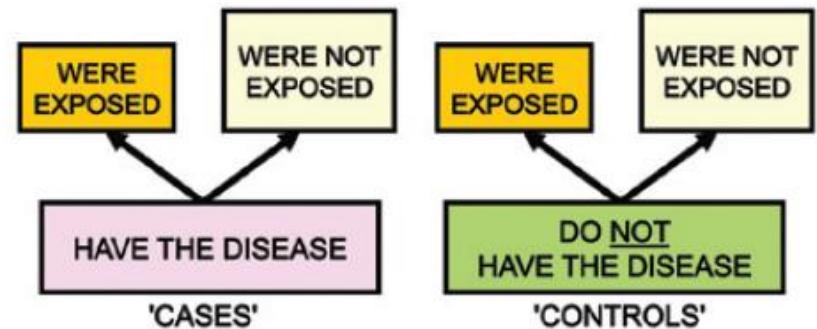 WERE
EXPOSED
WERE NOT
EXPOSED
WERE
EXPOSED
WERE NOT
EXPOSED
HAVE THE DISEASE
DO NOT
HAVE THE DISEASE
'CASES'
'CONTROLS'